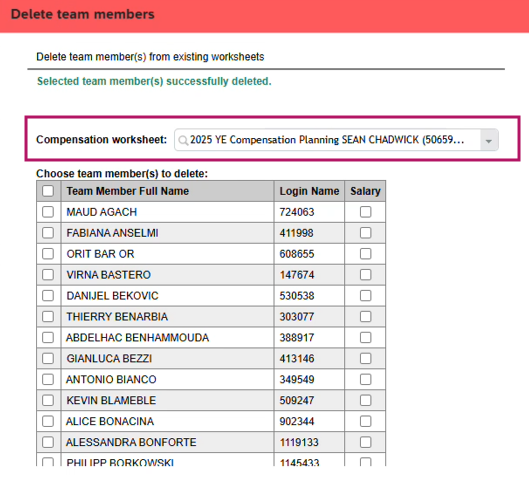 Delete team members
Delete team member(s) from existing worksheets
Selected team member(s) successfully deleted.
Compensation worksheet: 2025 YE Compensation Planning SEAN CHADWICK (50659...
Choose team member(s) to delete:
Team Member Full Name Login Name Salary
MAUD AGACH 724063
FABIANA ANSELMI 411998
ORIT BAR OR 608655
VIRNA BASTERO 147674
DANIJEL BEKOVIC 530538
THIERRY BENARBIA 303077
ABDELHAC BENHAMMOUDA 388917
GIANLUCA BEZZI 413146
ANTONIO BIANCO 349549
KEVIN BLAMEBLE 509247
ALICE BONACINA 902344
ALESSANDRA BONFORTE 1119133
PHILIPP BORKOWSKI 1145433